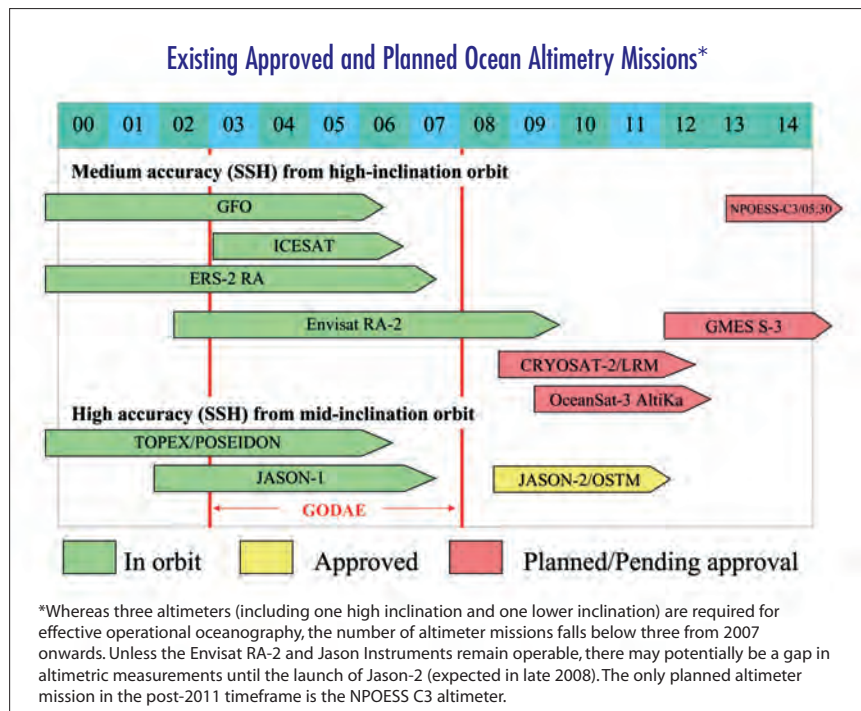 Existing Approved and Planned Ocean Altimetry Missions*
00 01 02 03 04 05 06 07 08 09 10 11 12 13 14
Medium accuracy (SSH) from high-inclination orbit
GFO
NPOESS-C3/05:30
ICESAT
ERS-2 RA
Envisat RA-2
GMES S-3
CRYOSAT-2/LRM
OceanSat-3 AltiKa
High accuracy (SSH) from mid-inclination orbit
TOPEX/POSEIDON
JASON-1
JASON-2/OSTM
GODAE
In orbit
Approved
Planned/Pending approval
*Whereas three altimeters (including one high inclination and one lower inclination) are required for
effective operational oceanography, the number of altimeter missions falls below three from 2007
onwards. Unless the Envisat RA-2 and Jason Instruments remain operable, there may potentially be a gap in
altimetric measurements until the launch of Jason-2 (expected in late 2008). The only planned altimeter
mission in the post-2011 timeframe is the NPOESS C3 altimeter.